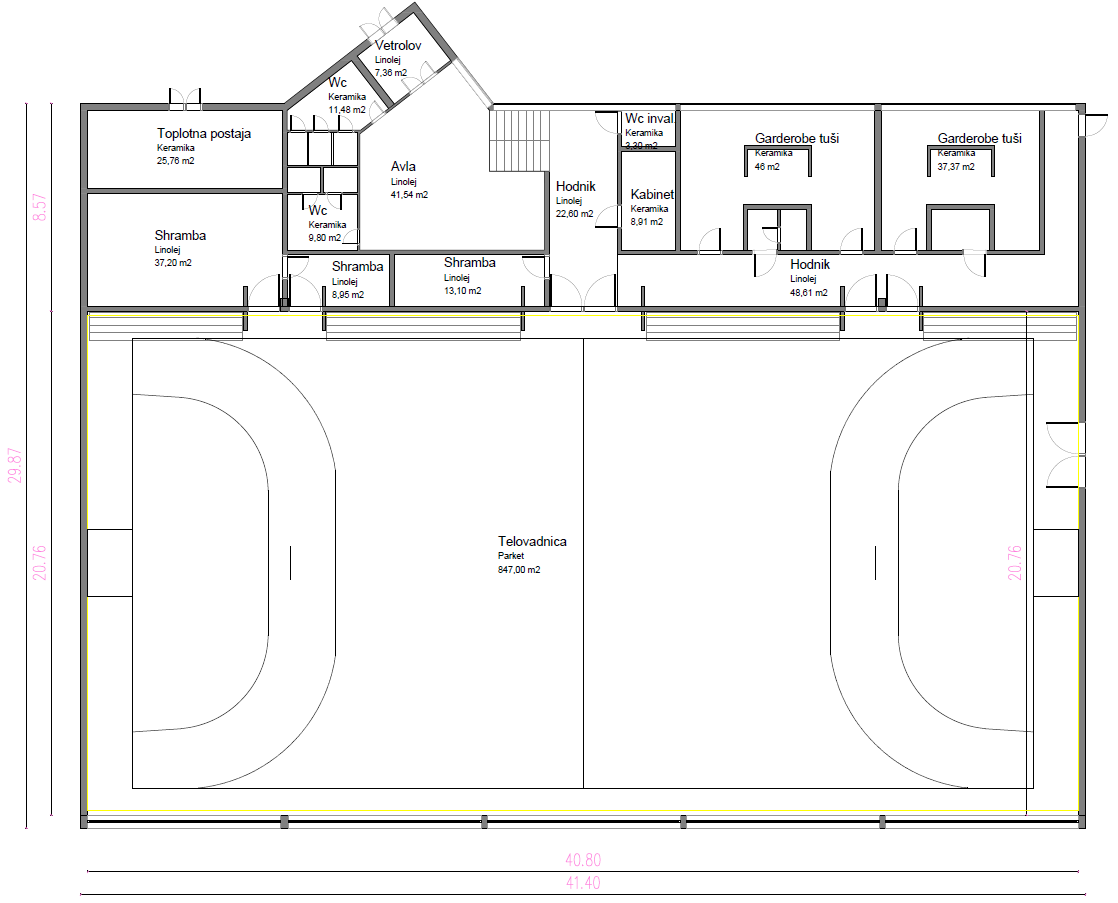 Vetrolov
Linolej
7,36 m2
Wc
Keramika
11,48 m2
Toplotna postaja
Keramika
25,76 m2
Avla
Linolej
41,54 m2
Wc inval.
Keramika
3,30 m2
Garderobe tuši
Keramika
46 m2
Garderobe tuši
Keramika
37,37 m2
Hodnik
Linolej
22,60 m2
Kabinet
Keramika
8,91 m2
Wc
Keramika
9,80 m2
Shramba
Linolej
37,20 m2
Shramba
Linolej
8,95 m2
Shramba
Linolej
13,10 m2
Hodnik
Linolej
48,61 m2
8.57
29.87
20.76
Telovadnica
Parket
847,00 m2
20.76
40.80
41.40